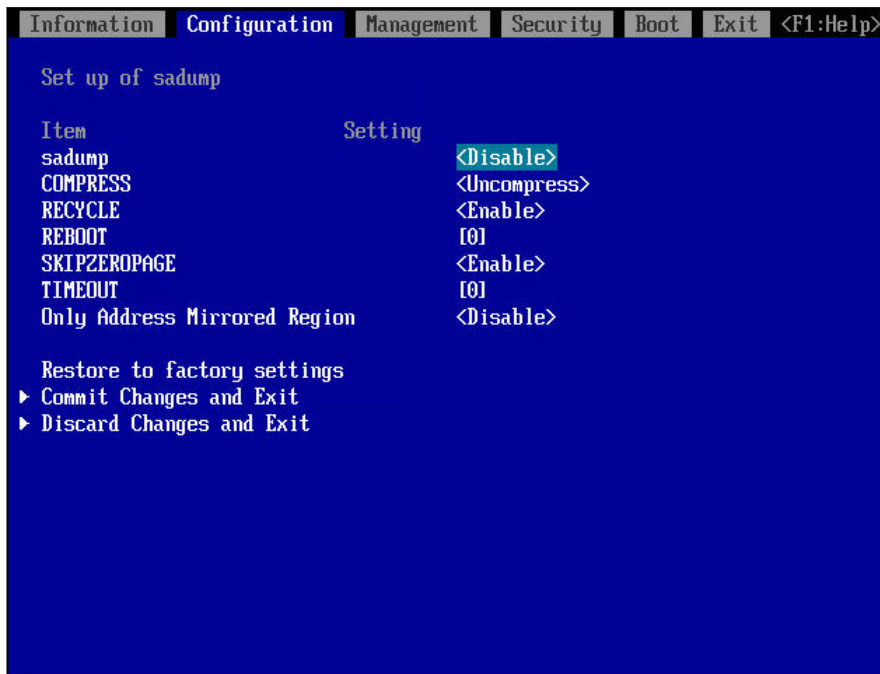 Information Configuration Management Security Boot Exit <F1:Help>
Set up of sadump
Item Setting
sadump <Disable>
COMPRESS <Uncompress>
RECYCLE <Enable>
REBOOT [0]
SKIPZEROPAGE <Enable>
TIMEOUT [0]
Only Address Mirrored Region <Disable>
Restore to factory settings
Commit Changes and Exit
Discard Changes and Exit